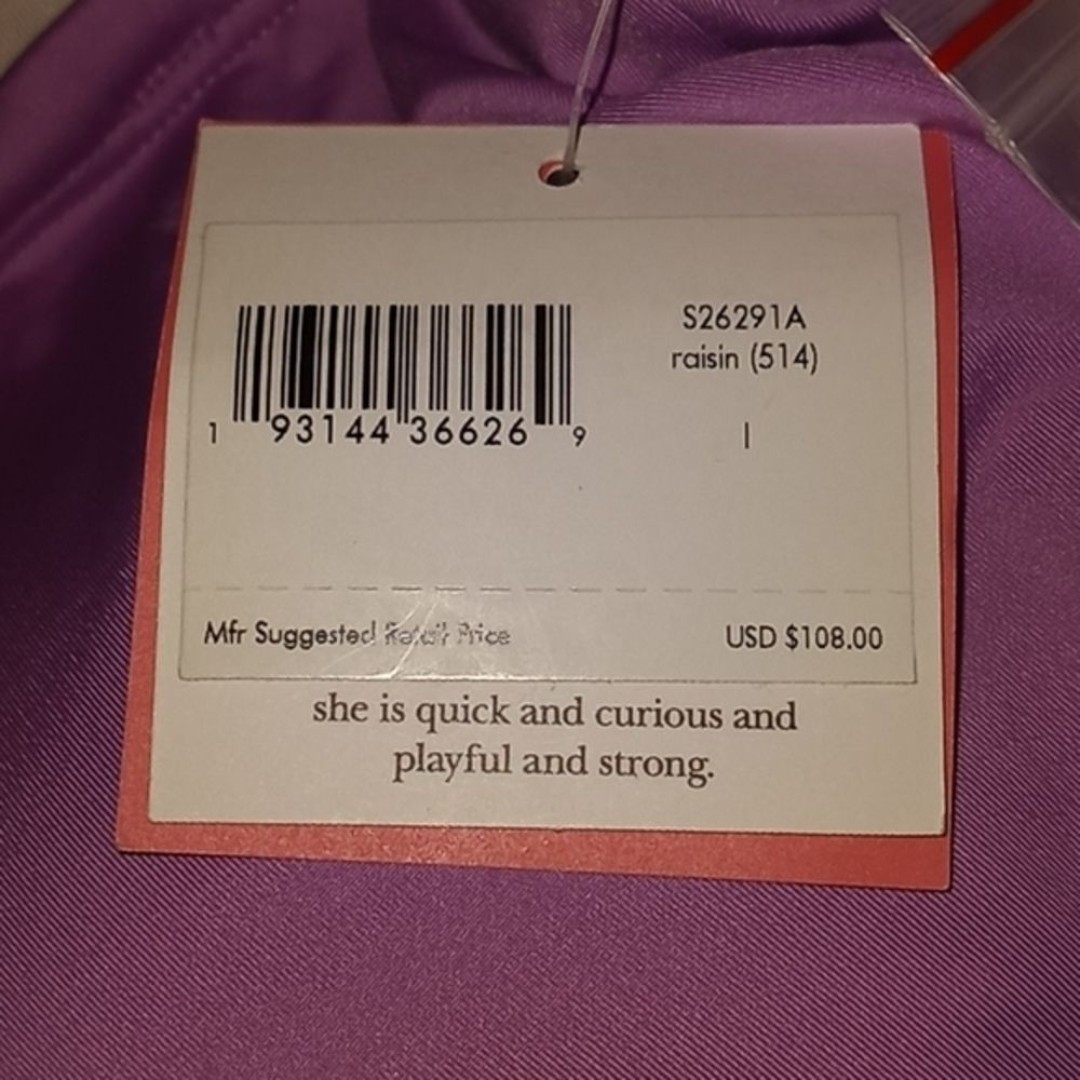 S26291A
raisin (514)
1 93144 36626 9
l
Mfr Suggested Retail Price USD $108.00
she is quick and curious and
playful and strong.